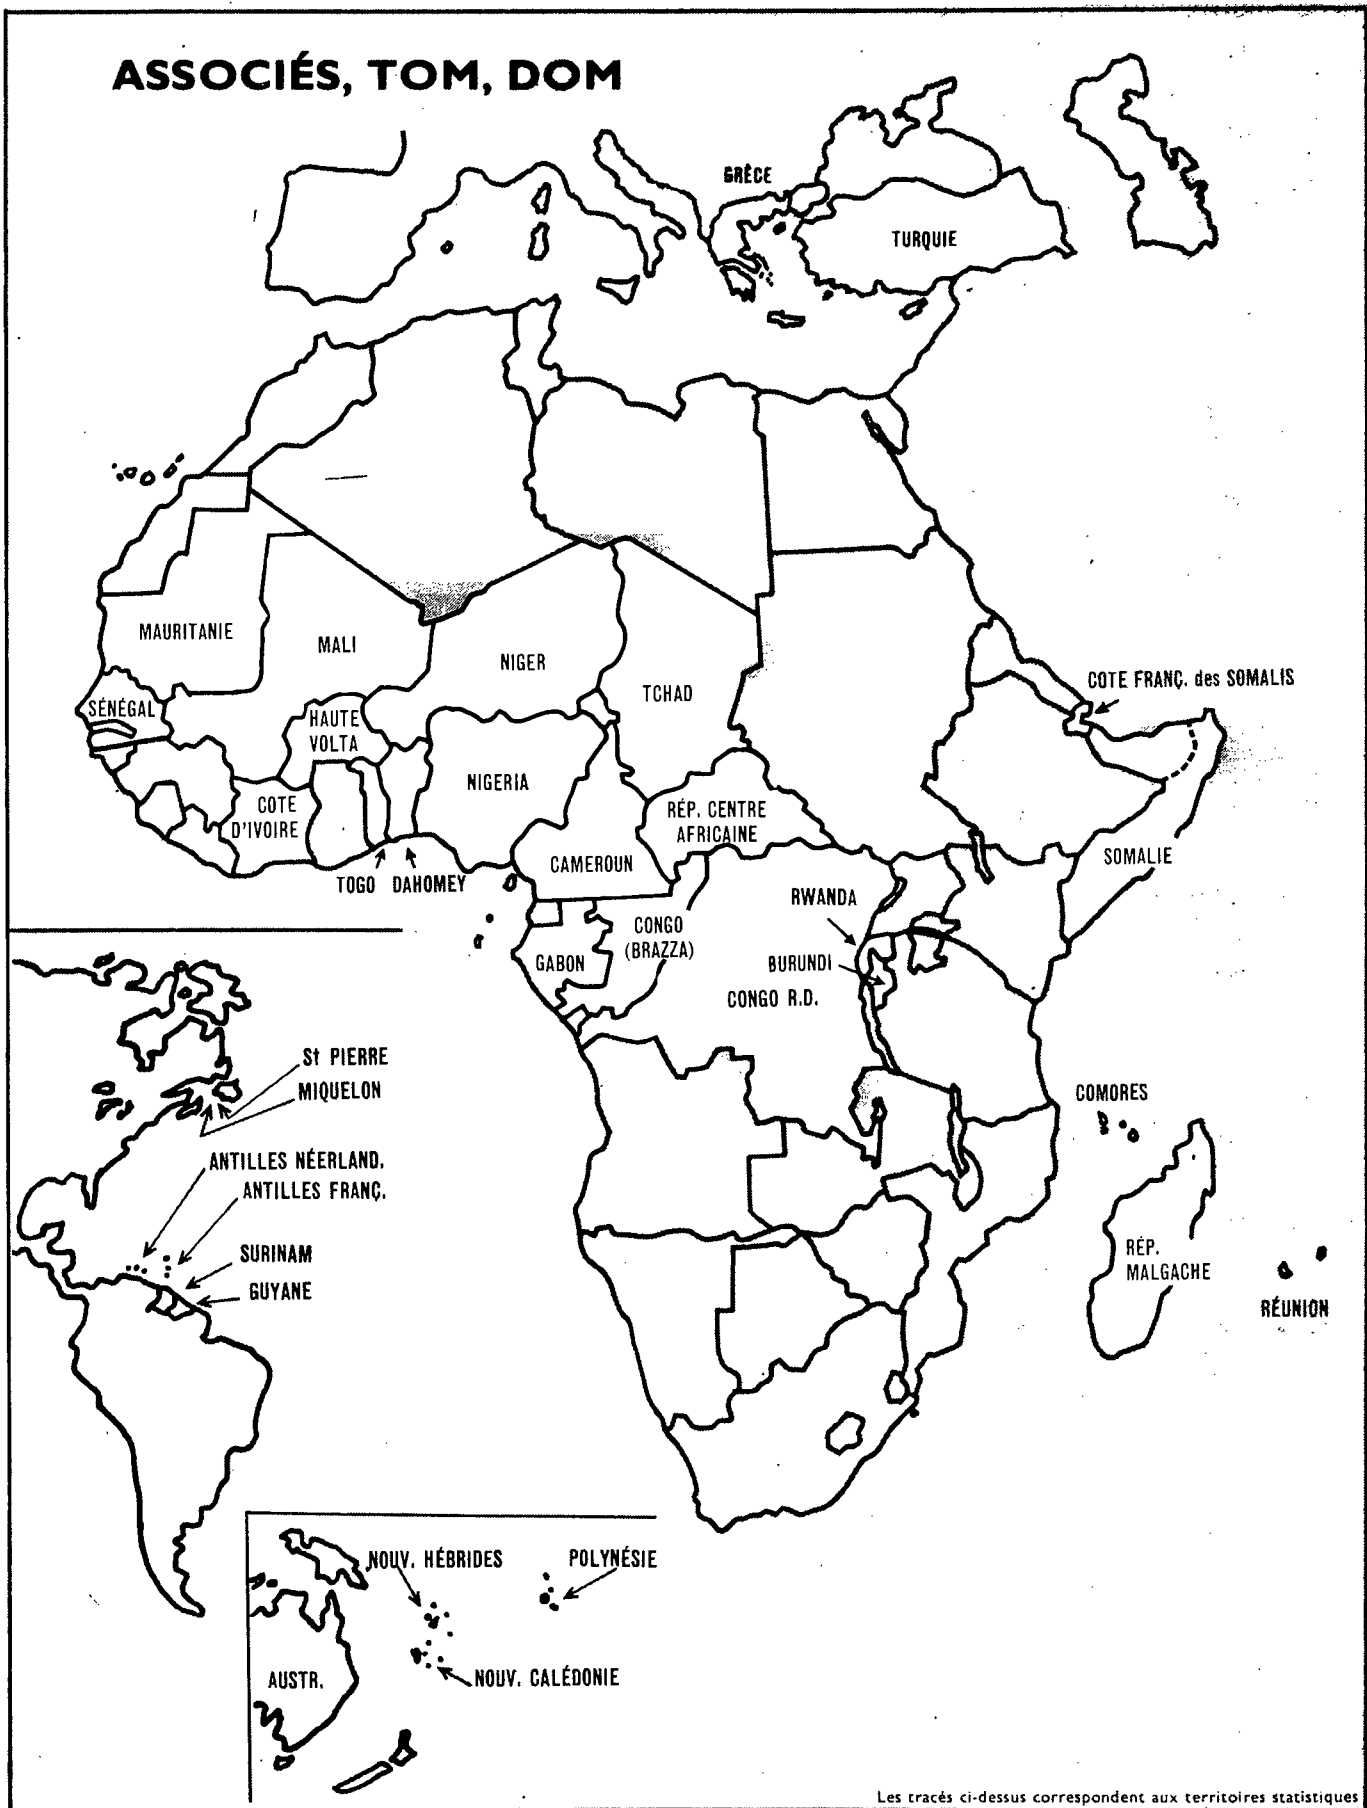 ASSOCIÉS, TOM, DOM
GRÈCE
TURQUIE
MAURITANIE
MALI
NIGER
TCHAD
COTE FRANÇ. des SOMALIS
SÉNÉGAL
HAUTE
VOLTA
NIGERIA
COTE
D'IVOIRE
RÉP. CENTRE
AFRICAINE
CAMEROUN
SOMALIE
TOGO
DAHOMEY
RWANDA
CONGO
(BRAZZA)
GABON
BURUNDI
CONGO R.D.
St PIERRE
MIQUELON
COMORES
ANTILLES NÉERLAND.
ANTILLES FRANÇ.
SURINAM
GUYANE
RÉP.
MALGACHE
RÉUNION
NOUV. HÉBRIDES
POLYNÉSIE
AUSTR.
NOUV. CALÉDONIE
Les tracés ci-dessus correspondent aux territoires statistiques